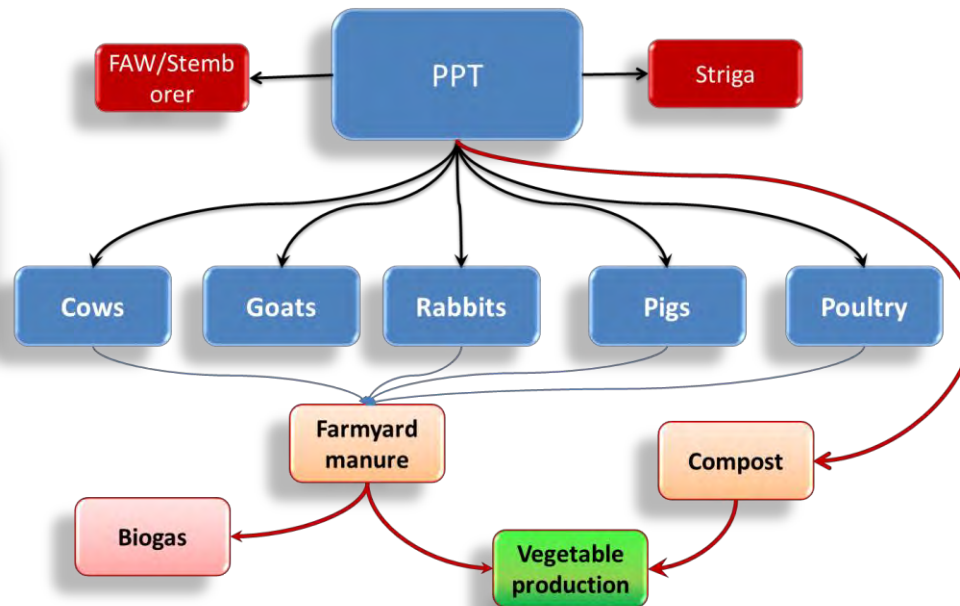 FAW/Stemb
orer
PPT
Striga
Cows
Goats
Rabbits
Pigs
Poultry
Farmyard
manure
Compost
Biogas
Vegetable
production